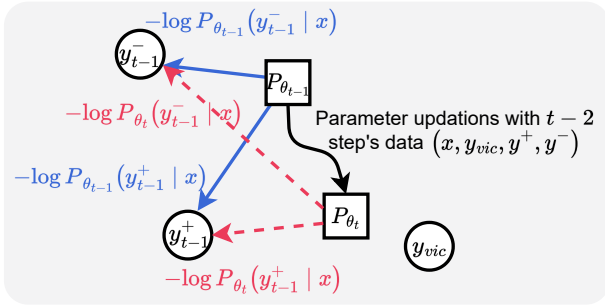 −log P_{θ_{t−1}}(y^−_{t−1} | x)
y^−_{t−1}
P_{θ_{t−1}}
−log P_{θ_t}(y^−_{t−1} | x)
Parameter updations with t − 2
step's data (x, y_{vic}, y^+, y^−)
−log P_{θ_{t−1}}(y^+_{t−1} | x)
P_{θ_t}
y^+_{t−1}
y_{vic}
−log P_{θ_t}(y^+_{t−1} | x)